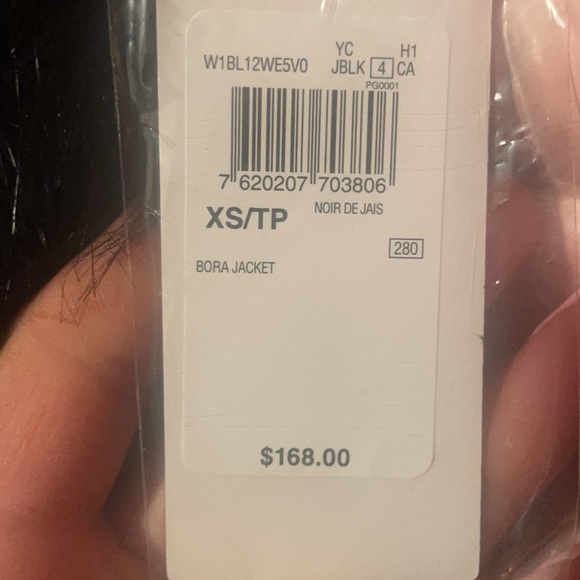 YC H1
W1BL12WE5V0 JBLK 4 CA
PG0001
7 620207 703806
XS/TP NOIR DE JAIS
280
BORA JACKET
$168.00